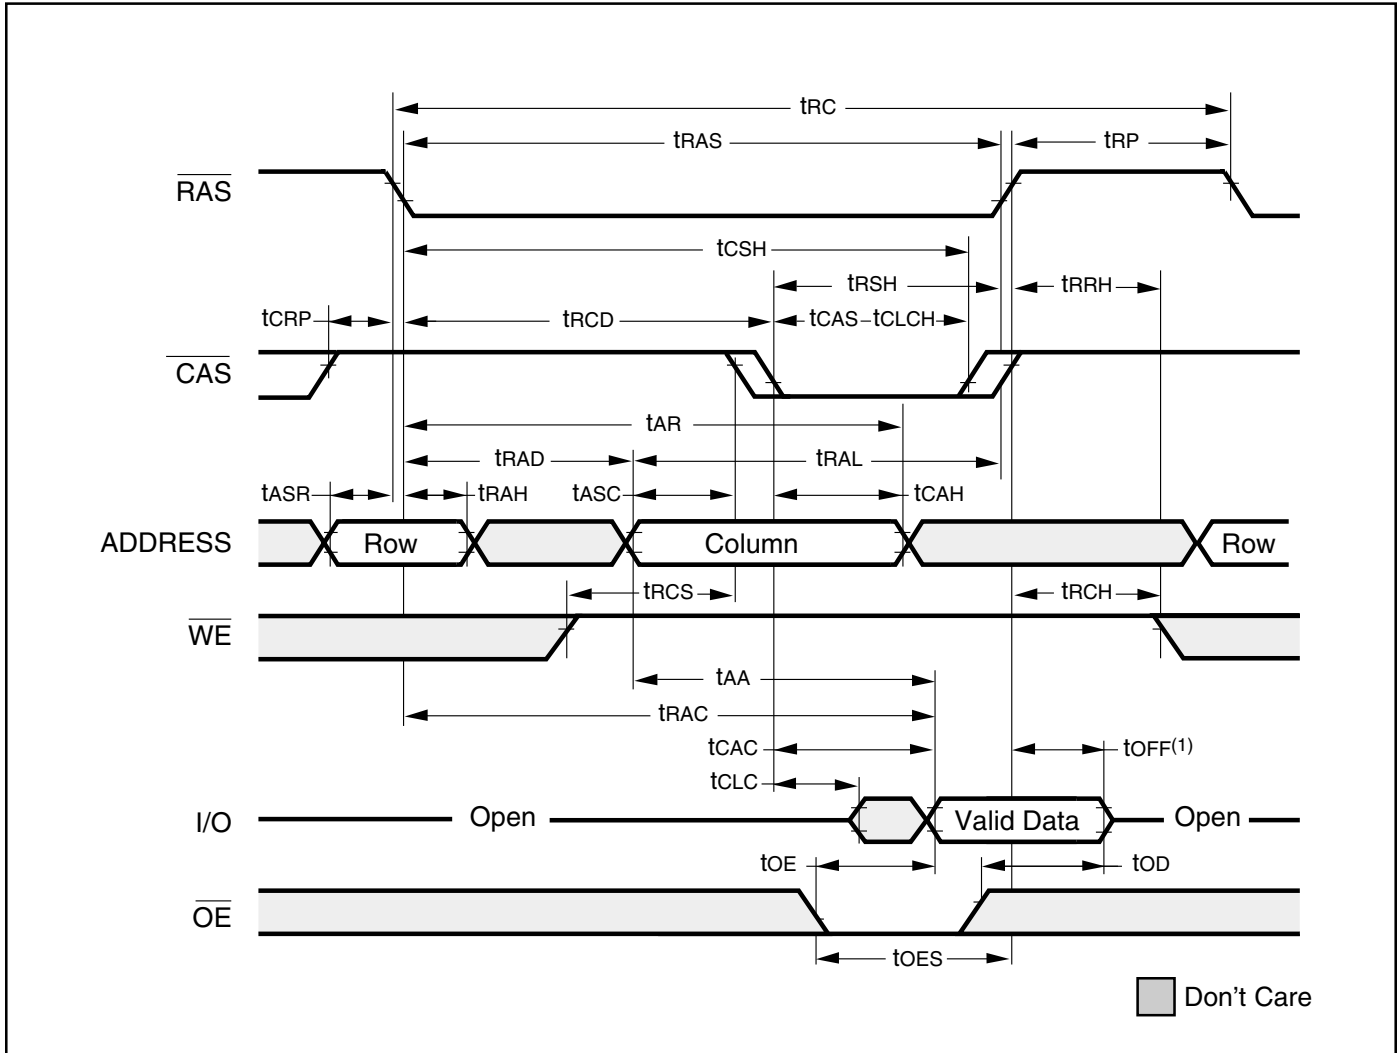 tRC
tRAS
tRP
RAS
tCSH
tRSH
tRRH
tCRP
tRCD
tCAS
tCLCH
CAS
tAR
tRAD
tRAL
tASR
tRAH
tASC
tCAH
ADDRESS
Row
Column
Row
tRCS
tRCH
WE
tAA
tRAC
tCAC
tOFF(1)
tCLC
I/O
Open
Valid Data
Open
tOE
tOD
OE
tOES
Don't Care